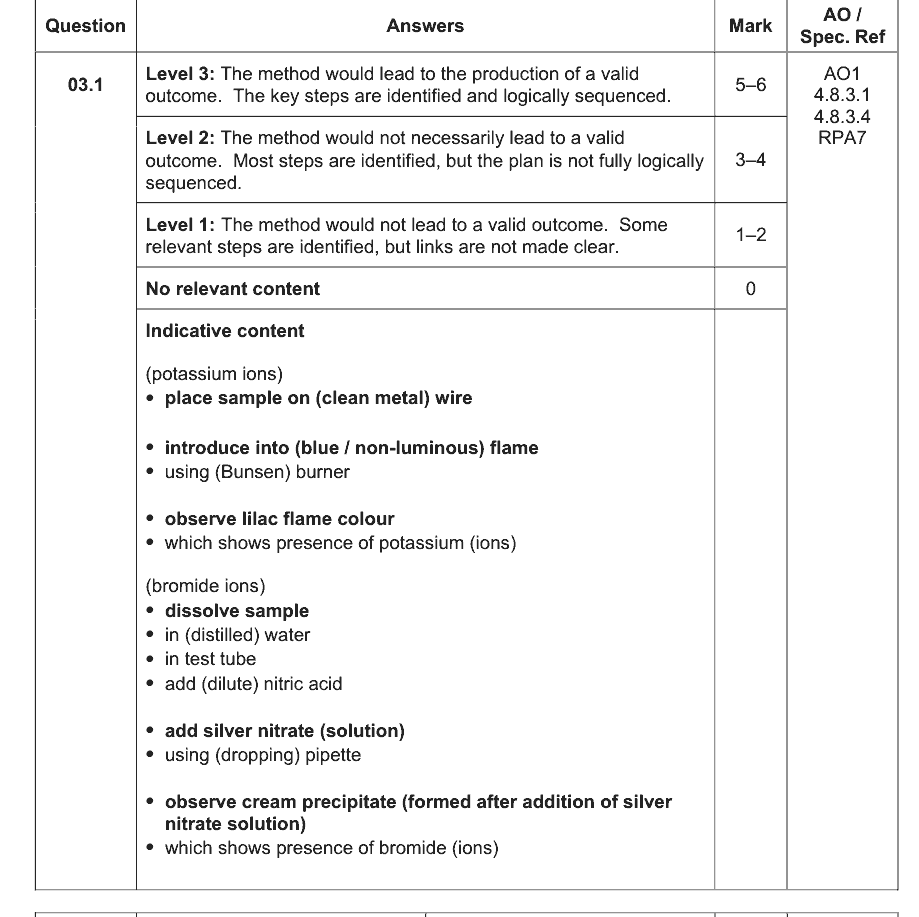 Question
Answers
Mark
AO /
Spec. Ref
03.1
Level 3: The method would lead to the production of a valid
outcome.  The key steps are identified and logically sequenced.
5–6
AO1
4.8.3.1
4.8.3.4
RPA7
Level 2: The method would not necessarily lead to a valid
outcome.  Most steps are identified, but the plan is not fully logically
sequenced.
3–4
Level 1: The method would not lead to a valid outcome.  Some
relevant steps are identified, but links are not made clear.
1–2
No relevant content
0
Indicative content
(potassium ions)
• place sample on (clean metal) wire
• introduce into (blue / non-luminous) flame
• using (Bunsen) burner
• observe lilac flame colour
• which shows presence of potassium (ions)
(bromide ions)
• dissolve sample
• in (distilled) water
• in test tube
• add (dilute) nitric acid
• add silver nitrate (solution)
• using (dropping) pipette
• observe cream precipitate (formed after addition of silver
nitrate solution)
• which shows presence of bromide (ions)